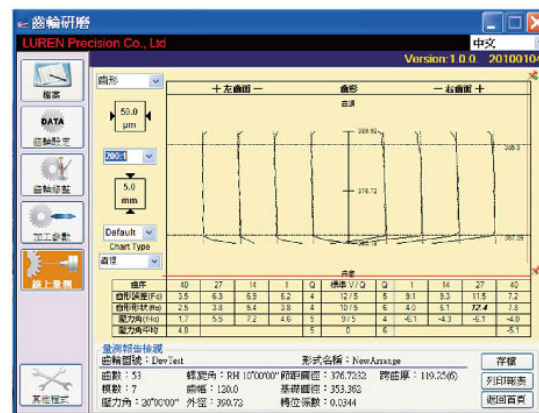 齒輪研磨
LUREN Precision Co., Ltd
中文
Version:1.0.0. 20100104
檔案
DATA
齒輪設定
齒輪修整
加工參數
線上量測
其他程式
齒形
50.0
μm
200:1
5.0
mm
Default
Chart Type
直徑
+ 左齒面 — 齒形 — 右齒面 +
齒頂
389.92
388.8
376.72
齒底
齒序 40 27 14 1 Q 標準 V / Q Q 1 14 27 40
齒形誤差(Fα) 3.5 6.3 6.9 5.2 4 12 / 5 5 9.1 9.3 11.5 7.2
齒形形狀(ffα) 2.5 3.8 5.4 3.8 4 10 / 5 6 4.0 6.1 12.4 7.8
壓力角(fHα) 1.7 5.5 7.2 4.6 5 ±7 / 5 4 -6.1 -4.3 -6.1 -4.0
壓力角平均 4.8 5 0 6 -5.1
量測報告檢視
齒輪圖號：DevTest 形式名稱：NewArrange
齒數：53 螺旋角：RH 10°00'00" 節距圓徑：376.7232 跨齒厚：119.25(6)
模數：7 齒幅：120.0 基礎圓徑：353.362
壓力角：20°00'00" 外徑：390.72 轉位係數：0.0344
存檔
列印報表
返回首頁